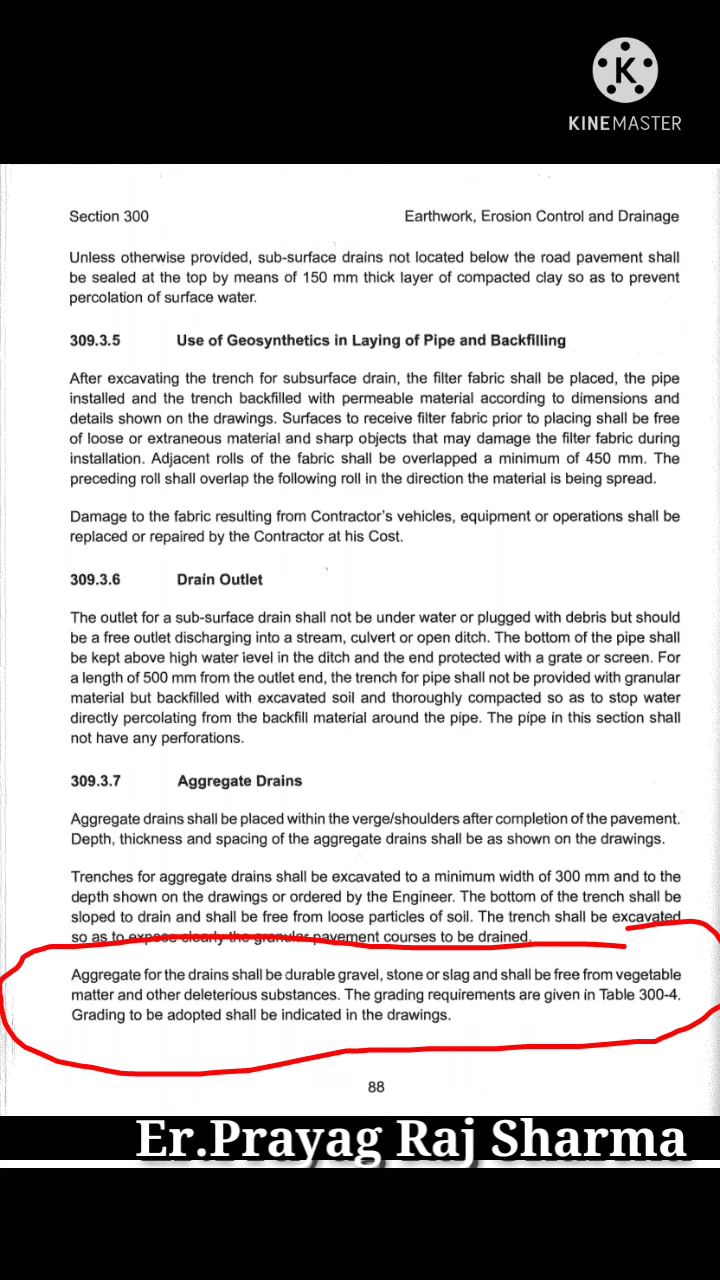 K
KINEMASTER
Section 300 Earthwork, Erosion Control and Drainage
Unless otherwise provided, sub-surface drains not located below the road pavement shall
be sealed at the top by means of 150 mm thick layer of compacted clay so as to prevent
percolation of surface water.
309.3.5 Use of Geosynthetics in Laying of Pipe and Backfilling
After excavating the trench for subsurface drain, the filter fabric shall be placed, the pipe
installed and the trench backfilled with permeable material according to dimensions and
details shown on the drawings. Surfaces to receive filter fabric prior to placing shall be free
of loose or extraneous material and sharp objects that may damage the filter fabric during
installation. Adjacent rolls of the fabric shall be overlapped a minimum of 450 mm. The
preceding roll shall overlap the following roll in the direction the material is being spread.
Damage to the fabric resulting from Contractor's vehicles, equipment or operations shall be
replaced or repaired by the Contractor at his Cost.
309.3.6 Drain Outlet
The outlet for a sub-surface drain shall not be under water or plugged with debris but should
be a free outlet discharging into a stream, culvert or open ditch. The bottom of the pipe shall
be kept above high water level in the ditch and the end protected with a grate or screen. For
a length of 500 mm from the outlet end, the trench for pipe shall not be provided with granular
material but backfilled with excavated soil and thoroughly compacted so as to stop water
directly percolating from the backfill material around the pipe. The pipe in this section shall
not have any perforations.
309.3.7 Aggregate Drains
Aggregate drains shall be placed within the verge/shoulders after completion of the pavement.
Depth, thickness and spacing of the aggregate drains shall be as shown on the drawings.
Trenches for aggregate drains shall be excavated to a minimum width of 300 mm and to the
depth shown on the drawings or ordered by the Engineer. The bottom of the trench shall be
sloped to drain and shall be free from loose particles of soil. The trench shall be excavated
so as to expose clearly the granular pavement courses to be drained.
Aggregate for the drains shall be durable gravel, stone or slag and shall be free from vegetable
matter and other deleterious substances. The grading requirements are given in Table 300-4.
Grading to be adopted shall be indicated in the drawings.
88
Er.Prayag Raj Sharma